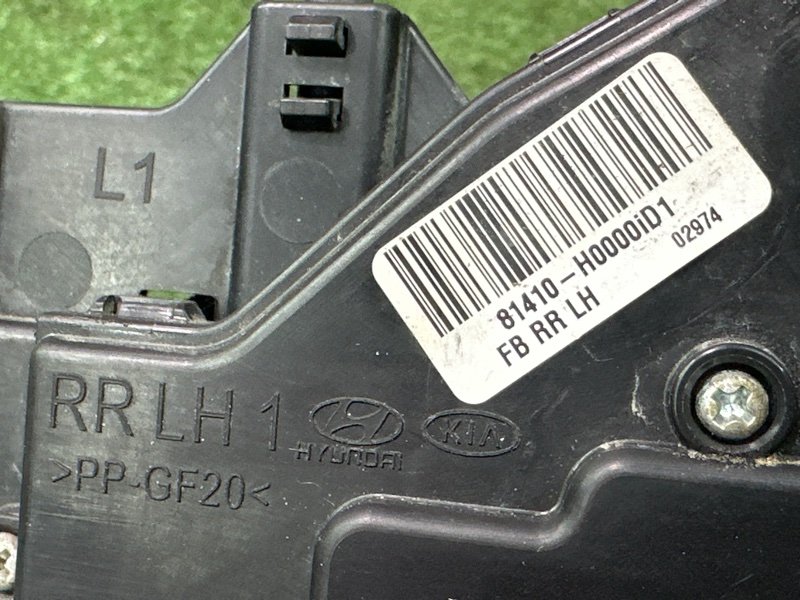 L1
81410-H0000iD1
02974
FB RR LH
RR LH 1
HYUNDAI
KIA
>PP-GF20<